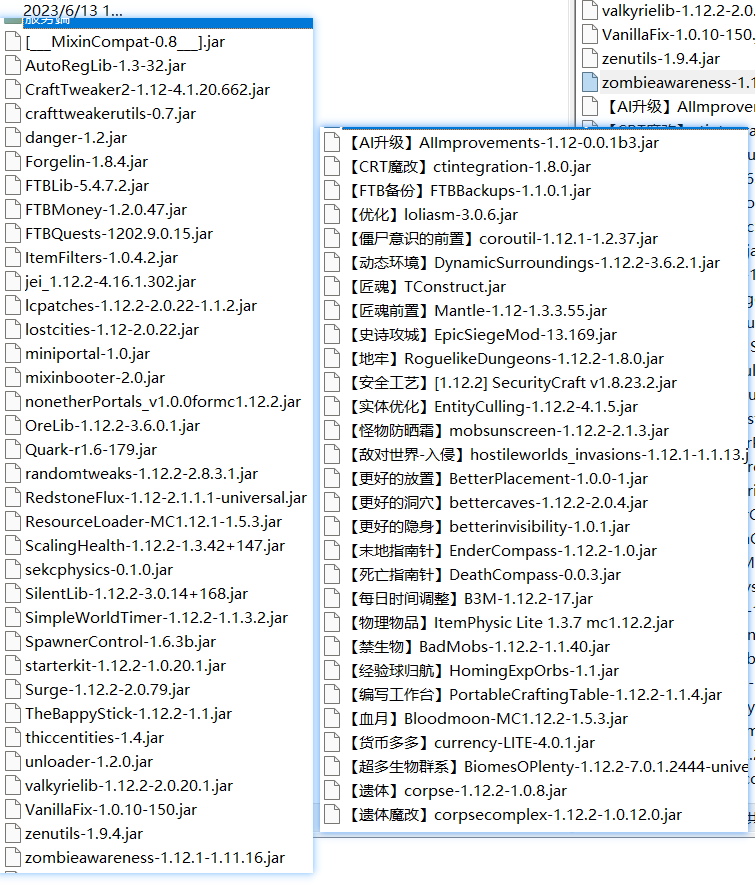 2023/6/13 1...
[___MixinCompat-0.8___].jar
AutoRegLib-1.3-32.jar
CraftTweaker2-1.12-4.1.20.662.jar
crafttweakerutils-0.7.jar
danger-1.2.jar
Forgelin-1.8.4.jar
FTBLib-5.4.7.2.jar
FTBMoney-1.2.0.47.jar
FTBQuests-1202.9.0.15.jar
ItemFilters-1.0.4.2.jar
jei_1.12.2-4.16.1.302.jar
lcpatches-1.12.2-2.0.22-1.1.2.jar
lostcities-1.12-2.0.22.jar
miniportal-1.0.jar
mixinbooter-2.0.jar
nonetherPortals_v1.0.0formc1.12.2.jar
OreLib-1.12.2-3.6.0.1.jar
Quark-r1.6-179.jar
randomtweaks-1.12.2-2.8.3.1.jar
RedstoneFlux-1.12-2.1.1.1-universal.jar
ResourceLoader-MC1.12.1-1.5.3.jar
ScalingHealth-1.12.2-1.3.42+147.jar
sekcphysics-0.1.0.jar
SilentLib-1.12.2-3.0.14+168.jar
SimpleWorldTimer-1.12.2-1.1.3.2.jar
SpawnerControl-1.6.3b.jar
starterkit-1.12.2-1.0.20.1.jar
Surge-1.12.2-2.0.79.jar
TheBappyStick-1.12.2-1.1.jar
thiccentities-1.4.jar
unloader-1.2.0.jar
valkyrielib-1.12.2-2.0.20.1.jar
VanillaFix-1.0.10-150.jar
zenutils-1.9.4.jar
zombieawareness-1.12.1-1.11.16.jar
【AI升级】AIImprovements-1.12-0.0.1b3.jar
【CRT魔改】ctintegration-1.8.0.jar
【FTB备份】FTBBackups-1.1.0.1.jar
【优化】loliasm-3.0.6.jar
【僵尸意识的前置】coroutil-1.12.1-1.2.37.jar
【动态环境】DynamicSurroundings-1.12.2-3.6.2.1.jar
【匠魂】TConstruct.jar
【匠魂前置】Mantle-1.12-1.3.3.55.jar
【史诗攻城】EpicSiegeMod-13.169.jar
【地牢】RoguelikeDungeons-1.12.2-1.8.0.jar
【安全工艺】[1.12.2] SecurityCraft v1.8.23.2.jar
【实体优化】EntityCulling-1.12.2-4.1.5.jar
【怪物防晒霜】mobsunscreen-1.12.2-2.1.3.jar
【敌对世界-入侵】hostileworlds_invasions-1.12.1-1.1.13.j
【更好的放置】BetterPlacement-1.0.0-1.jar
【更好的洞穴】bettercaves-1.12.2-2.0.4.jar
【更好的隐身】betterinvisibility-1.0.1.jar
【末地指南针】EnderCompass-1.12.2-1.0.jar
【死亡指南针】DeathCompass-0.0.3.jar
【每日时间调整】B3M-1.12.2-17.jar
【物理物品】ItemPhysic Lite 1.3.7 mc1.12.2.jar
【禁生物】BadMobs-1.12.2-1.1.40.jar
【经验球归航】HomingExpOrbs-1.1.jar
【编写工作台】PortableCraftingTable-1.12.2-1.1.4.jar
【血月】Bloodmoon-MC1.12.2-1.5.3.jar
【货币多多】currency-LITE-4.0.1.jar
【超多生物群系】BiomesOPlenty-1.12.2-7.0.1.2444-unive
【遗体】corpse-1.12.2-1.0.8.jar
【遗体魔改】corpsecomplex-1.12.2-1.0.12.0.jar
valkyrielib-1.12.2-2.0.
VanillaFix-1.0.10-150.
zenutils-1.9.4.jar
zombieawareness-1.1
【AI升级】AIImprove